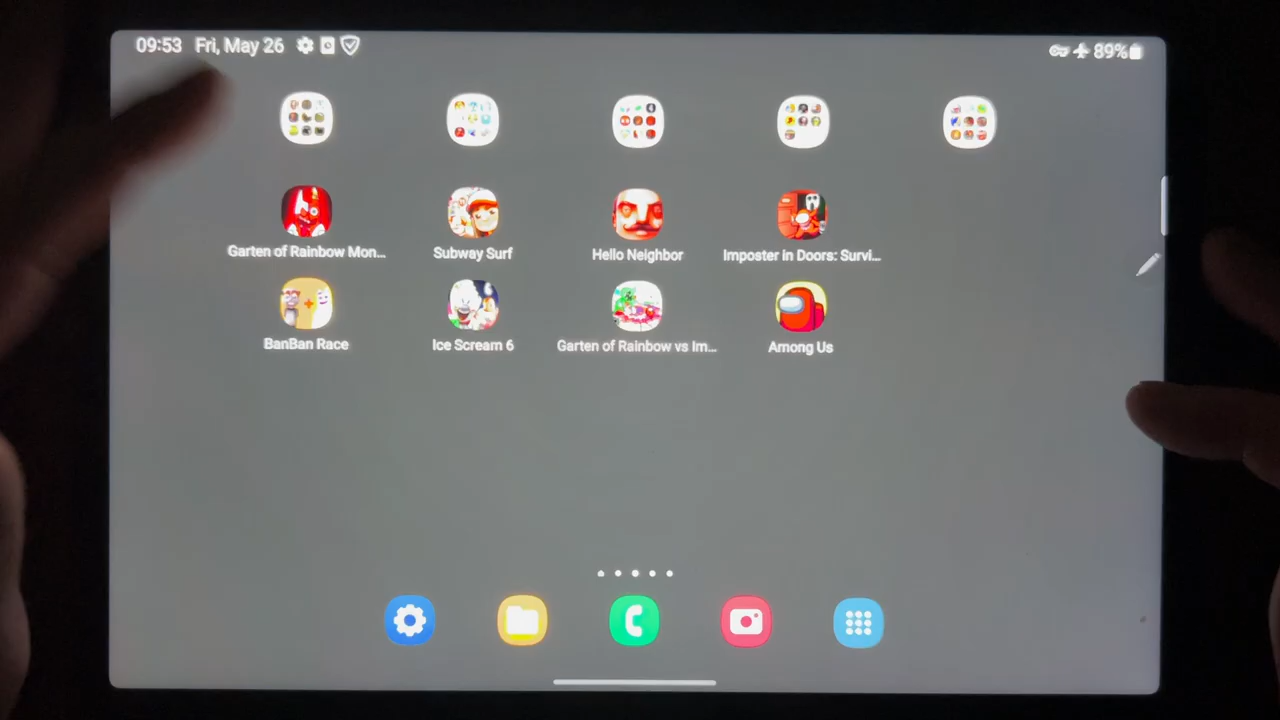 09:53 Fri, May 26
89%
Garten of Rainbow Mon...
Subway Surf
Hello Neighbor
Imposter in Doors: Survi...
BanBan Race
Ice Scream 6
Garten of Rainbow vs Im...
Among Us